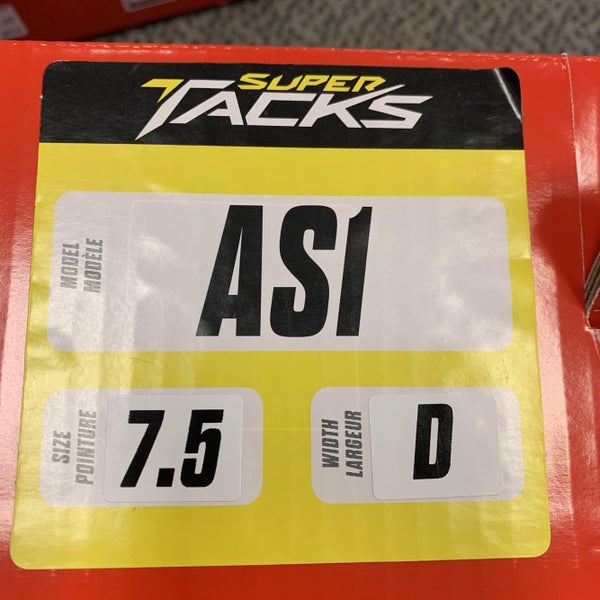 SUPER
TACKS
MODEL
MODÈLE
AS1
SIZE
POINTURE
7.5
WIDTH
LARGEUR
D